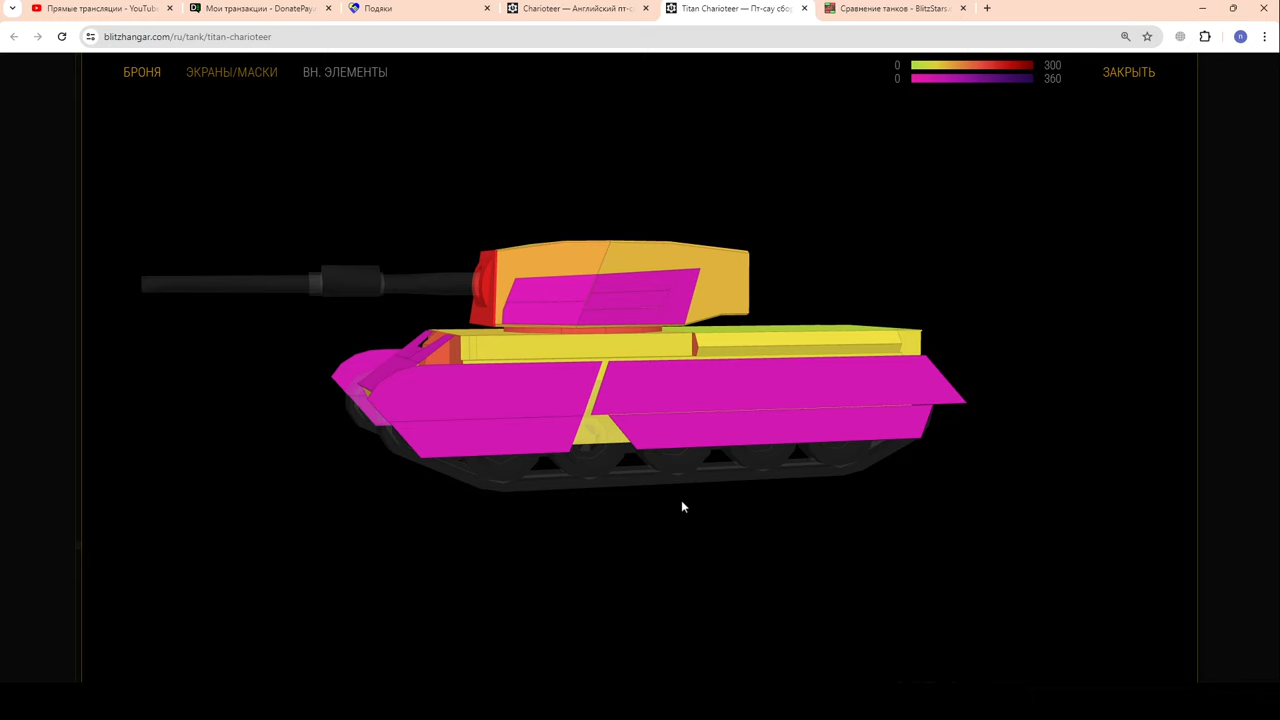 Прямые трансляции - YouTube
Мои транзакции - DonatePay
Подяки
Charioteer — Английский пт-с
Titan Charioteer — Пт-сау сбор
Сравнение танков - BlitzStars
blitzhangar.com/ru/tank/titan-charioteer
n
БРОНЯ
ЭКРАНЫ/МАСКИ
ВН. ЭЛЕМЕНТЫ
0 300
0 360
ЗАКРЫТЬ